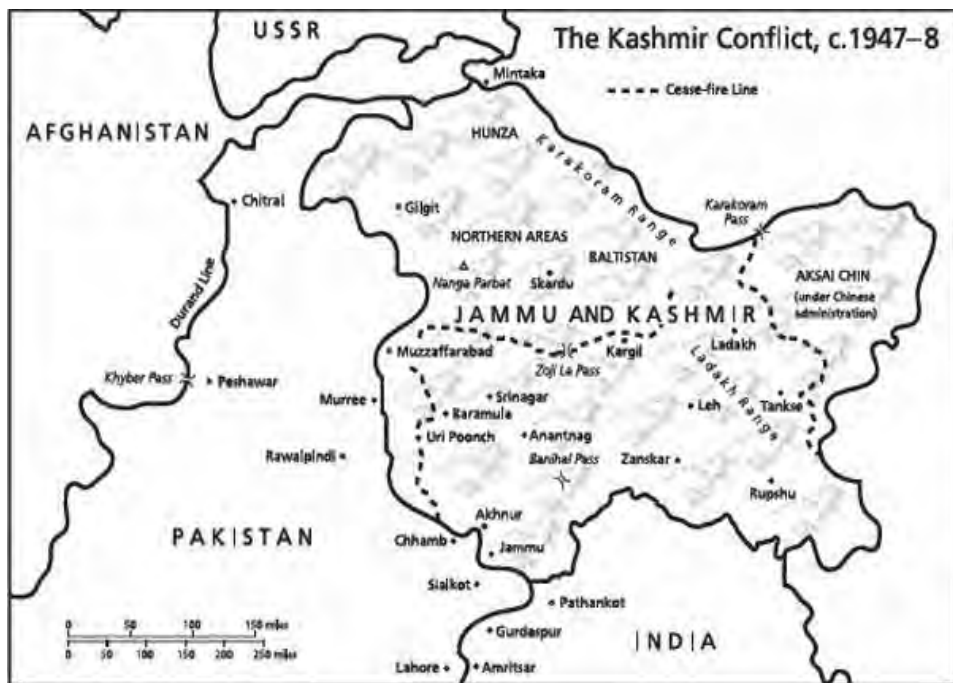 USSR
The Kashmir Conflict, c.1947–8
Mintaka
Cease-fire Line
AFGHANISTAN
HUNZA
Karakoram Range
Chitral
Gilgit
Karakoram
Pass
NORTHERN AREAS
BALTISTAN
AKSAI CHIN
(under Chinese
administration)
Nanga Parbat
Skardu
Durand Line
JAMMU AND KASHMIR
Muzzaffarabad
Kargil
Ladakh
Zoji La Pass
Ladakh Range
Khyber Pass
Peshawar
Murree
Srinagar
Leh
Tankse
Baramule
Uri Poonch
Anantnag
Rawalpindi
Banihal Pass
Zanskar
Rupshu
PAKISTAN
Akhnur
Chhamb
Jammu
Sialkot
Pathankot
0 50 100 150 miles
0 50 100 150 200 250 miles
Gurdaspur
INDIA
Lahore
Amritsar